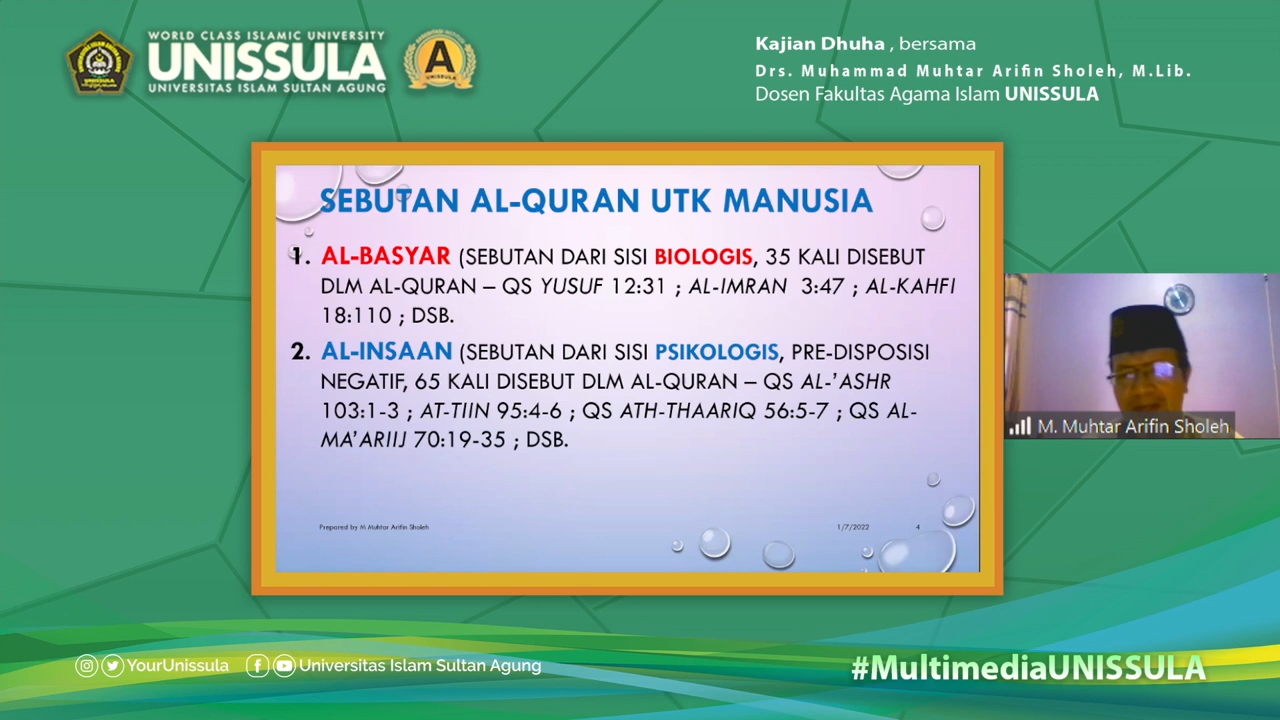 WORLD CLASS ISLAMIC UNIVERSITY
UNISSULA
UNIVERSITAS ISLAM SULTAN AGUNG
A
UNISSULA
Kajian Dhuha , bersama
Drs. Muhammad Muhtar Arifin Sholeh, M.Lib.
Dosen Fakultas Agama Islam UNISSULA
SEBUTAN AL-QURAN UTK MANUSIA
1. AL-BASYAR (SEBUTAN DARI SISI BIOLOGIS, 35 KALI DISEBUT
DLM AL-QURAN – QS YUSUF 12:31 ; AL-IMRAN 3:47 ; AL-KAHFI
18:110 ; DSB.
2. AL-INSAAN (SEBUTAN DARI SISI PSIKOLOGIS, PRE-DISPOSISI
NEGATIF, 65 KALI DISEBUT DLM AL-QURAN – QS AL-'ASHR
103:1-3 ; AT-TIIN 95:4-6 ; QS ATH-THAARIQ 56:5-7 ; QS AL-
MA'ARIIJ 70:19-35 ; DSB.
Prepared by M Muhtar Arifin Sholeh
1/7/2022
4
M. Muhtar Arifin Sholeh
YourUnissula
Universitas Islam Sultan Agung
#MultimediaUNISSULA